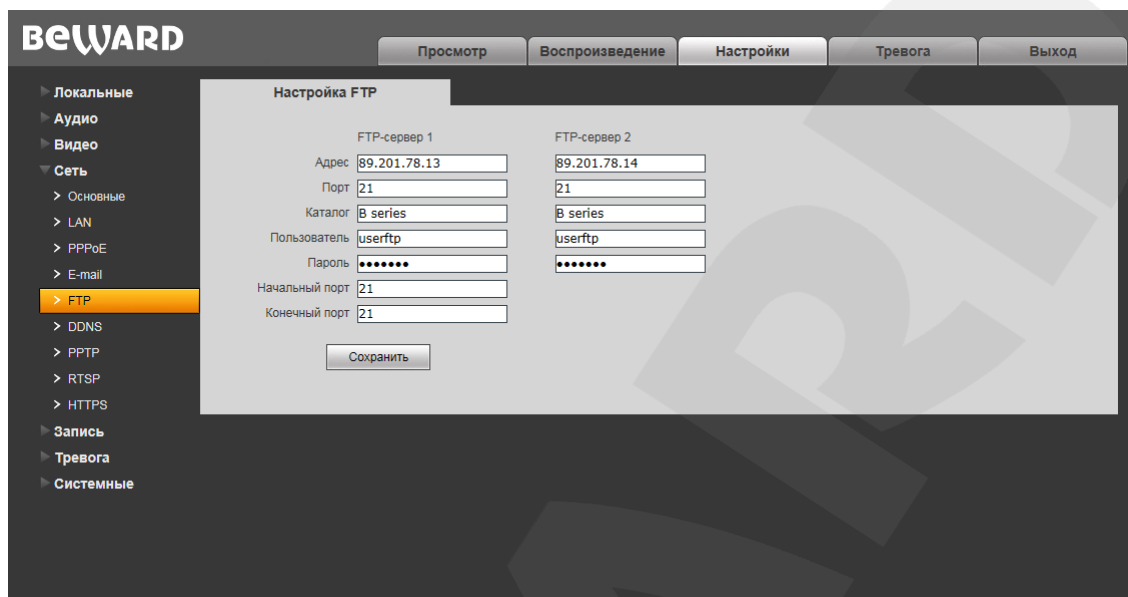 BEWARD
Просмотр Воспроизведение Настройки Тревога Выход
Локальные
Аудио
Видео
Сеть
> Основные
> LAN
> PPPoE
> E-mail
> FTP
> DDNS
> PPTP
> RTSP
> HTTPS
Запись
Тревога
Системные
Настройка FTP
FTP-сервер 1 FTP-сервер 2
Адрес 89.201.78.13 89.201.78.14
Порт 21 21
Каталог B series B series
Пользователь userftp userftp
Пароль ●●●●●●● ●●●●●●●
Начальный порт 21
Конечный порт 21
Сохранить